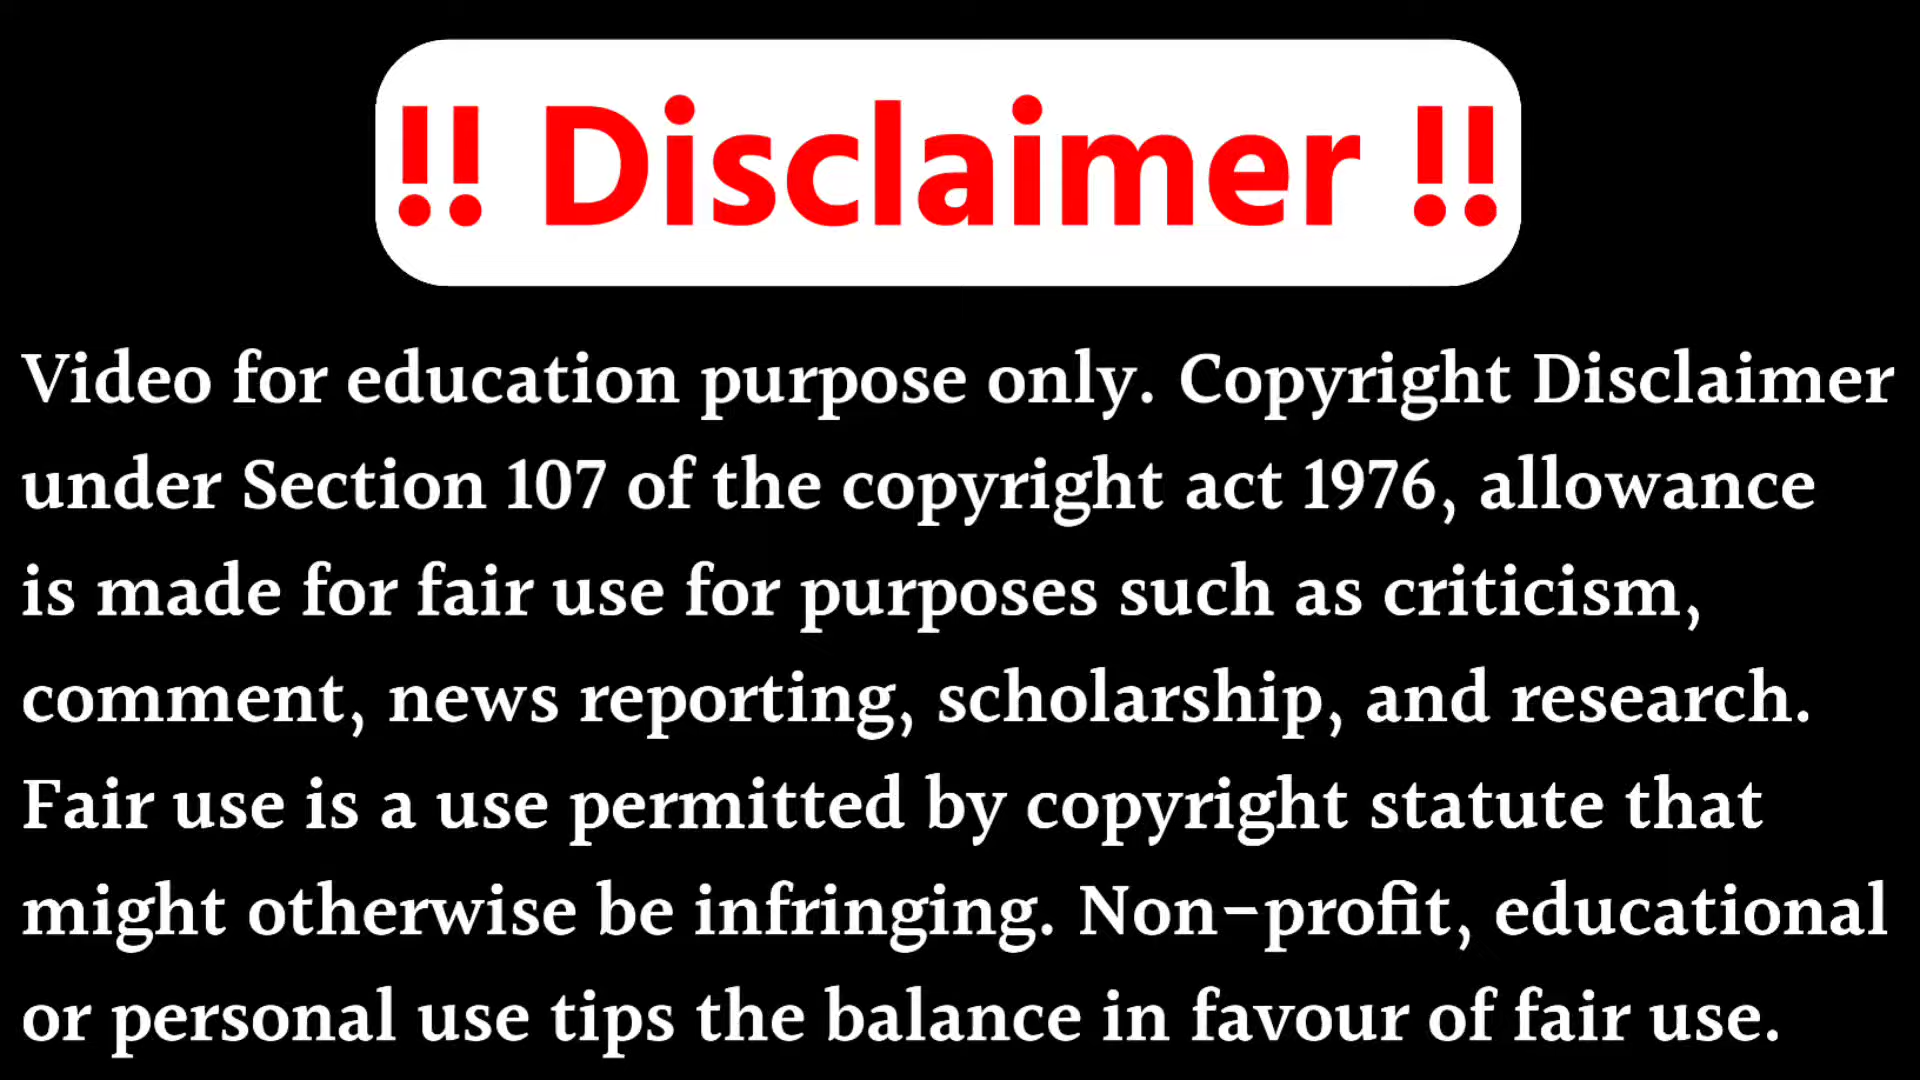 !! Disclaimer !!
Video for education purpose only. Copyright Disclaimer
under Section 107 of the copyright act 1976, allowance
is made for fair use for purposes such as criticism,
comment, news reporting, scholarship, and research.
Fair use is a use permitted by copyright statute that
might otherwise be infringing. Non-profit, educational
or personal use tips the balance in favour of fair use.